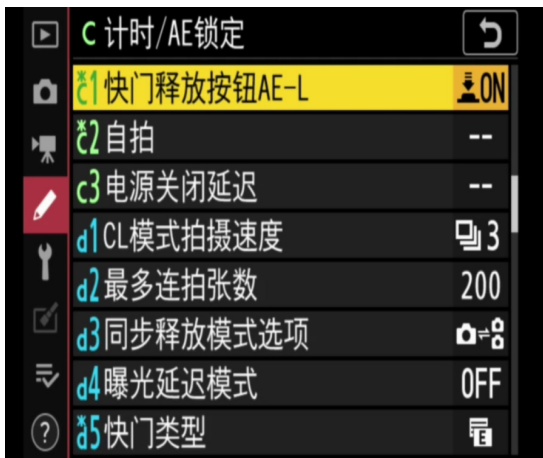 C 计时/AE锁定
*c1 快门释放按钮AE-L ON
*c2 自拍 --
c3 电源关闭延迟 --
d1 CL模式拍摄速度 3
d2 最多连拍张数 200
d3 同步释放模式选项
d4 曝光延迟模式 OFF
*d5 快门类型 E
?